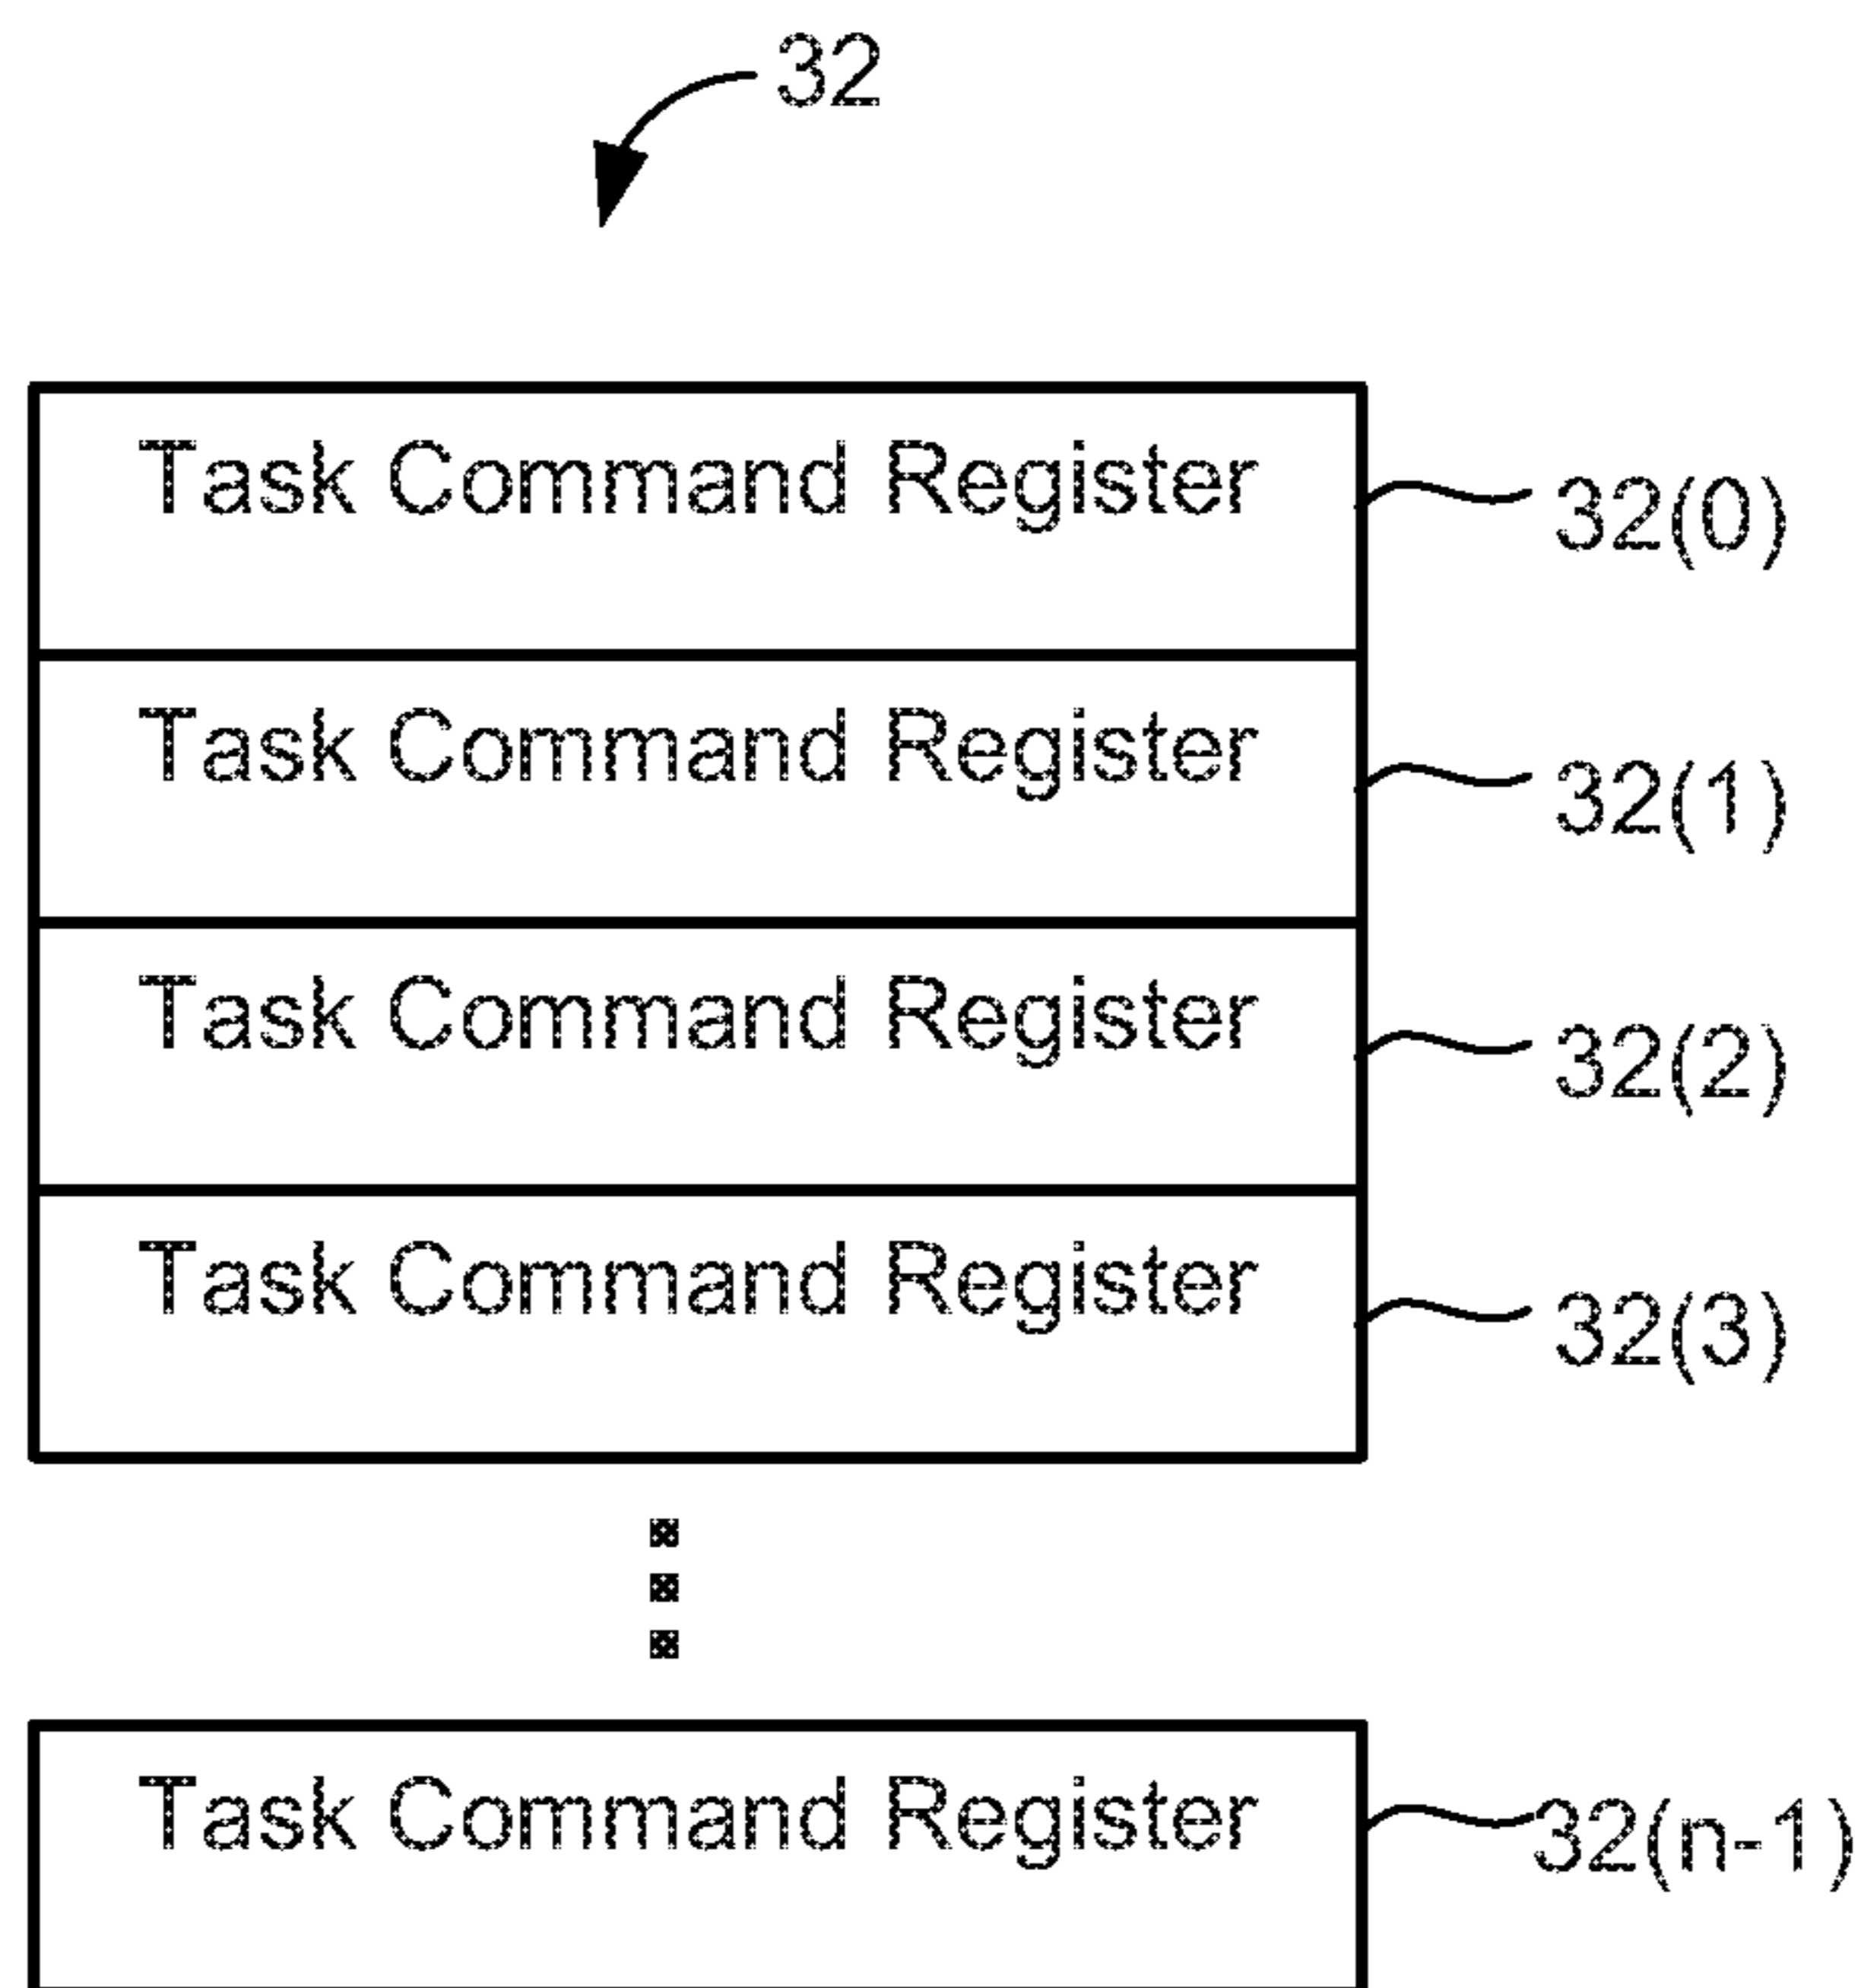 32
Task Command Register
32(0)
Task Command Register
32(1)
Task Command Register
32(2)
Task Command Register
32(3)
Task Command Register
32(n-1)